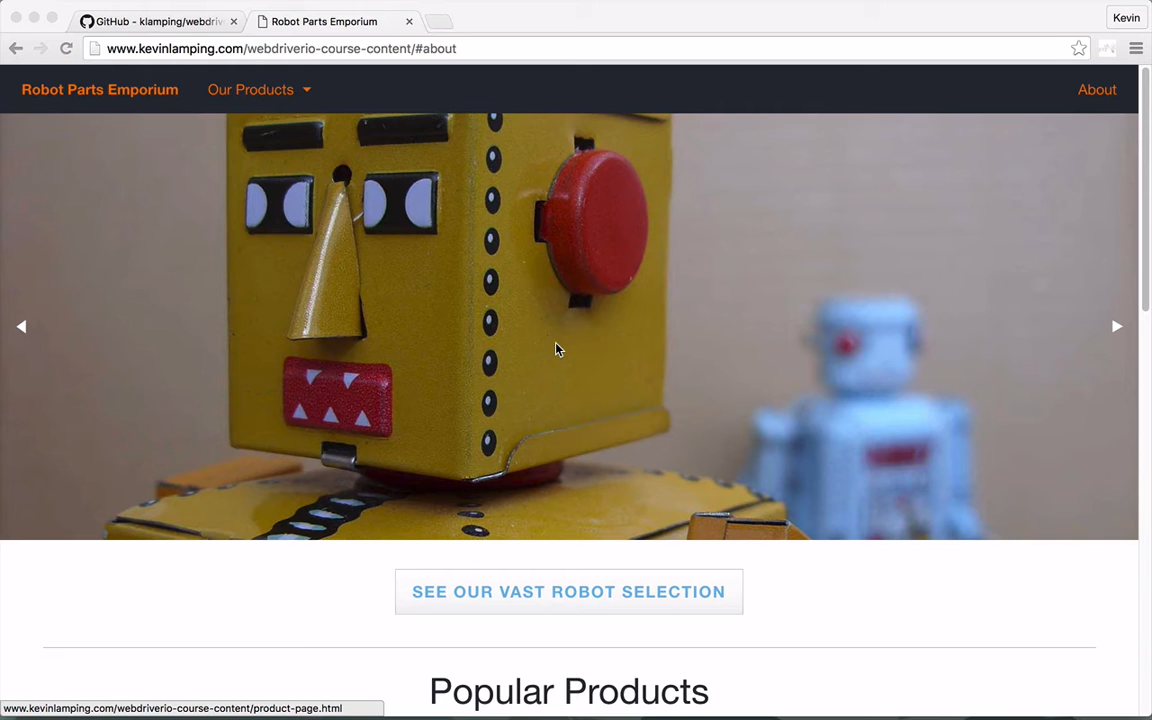 GitHub - klamping/webdriv
Robot Parts Emporium
Kevin
www.kevinlamping.com/webdriverio-course-content/#about
Robot Parts Emporium
Our Products
About
SEE OUR VAST ROBOT SELECTION
Popular Products
www.kevinlamping.com/webdriverio-course-content/product-page.html